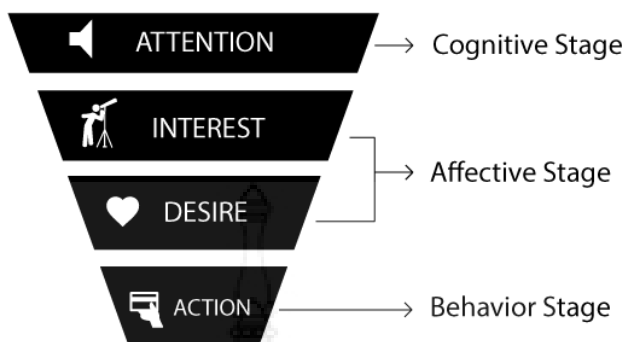 ATTENTION
Cognitive Stage
INTEREST
Affective Stage
DESIRE
ACTION
Behavior Stage